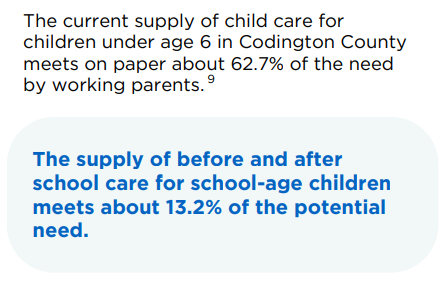 The current supply of child care for
children under age 6 in Codington County
meets on paper about 62.7% of the need
by working parents. 9
The supply of before and after
school care for school-age children
meets about 13.2% of the potential
need.